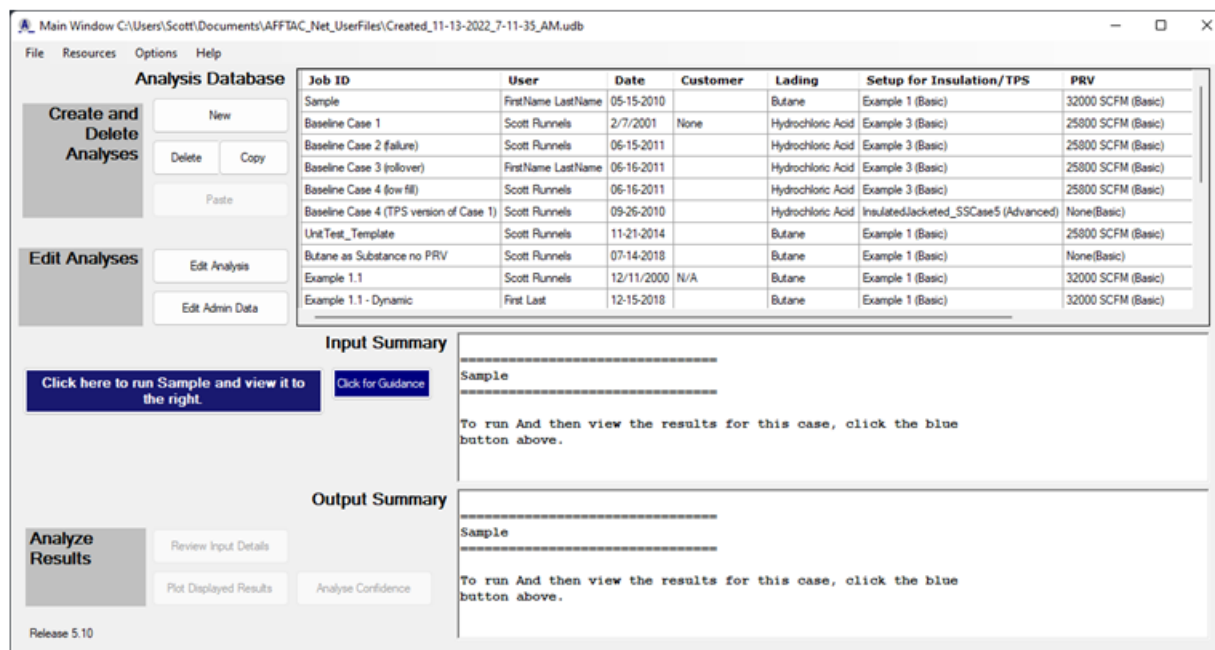 Main Window C:\Users\Scott\Documents\AFFTAC_Net_UserFiles\Created_11-13-2022_7-11-35_AM.udb
File Resources Options Help
Analysis Database
Create and Delete Analyses
New
Delete Copy
Paste
Edit Analyses
Edit Analysis
Edit Admin Data
Job ID User Date Customer Lading Setup for Insulation/TPS PRV
Sample FirstName LastName 05-15-2010 Butane Example 1 (Basic) 32000 SCFM (Basic)
Baseline Case 1 Scott Runnels 2/7/2001 None Hydrochloric Acid Example 3 (Basic) 25800 SCFM (Basic)
Baseline Case 2 (failure) Scott Runnels 06-15-2011 Hydrochloric Acid Example 3 (Basic) 25800 SCFM (Basic)
Baseline Case 3 (rollover) FirstName LastName 06-16-2011 Hydrochloric Acid Example 3 (Basic) 25800 SCFM (Basic)
Baseline Case 4 (low fill) Scott Runnels 06-16-2011 Hydrochloric Acid Example 3 (Basic) 25800 SCFM (Basic)
Baseline Case 4 (TPS version of Case 1) Scott Runnels 09-26-2010 Hydrochloric Acid InsulatedJacketed_SSCase5 (Advanced) None(Basic)
UnitTest_Template Scott Runnels 11-21-2014 Butane Example 1 (Basic) 25800 SCFM (Basic)
Butane as Substance no PRV Scott Runnels 07-14-2018 Butane Example 1 (Basic) None(Basic)
Example 1.1 Scott Runnels 12/11/2000 N/A Butane Example 1 (Basic) 32000 SCFM (Basic)
Example 1.1 - Dynamic First Last 12-15-2018 Butane Example 1 (Basic) 32000 SCFM (Basic)
Input Summary
Click here to run Sample and view it to
the right.
Click for Guidance
==================================
Sample
==================================
To run And then view the results for this case, click the blue
button above.
Output Summary
==================================
Sample
==================================
To run And then view the results for this case, click the blue
button above.
Analyze
Results
Review Input Details
Plot Displayed Results Analyse Confidence
Release 5.10